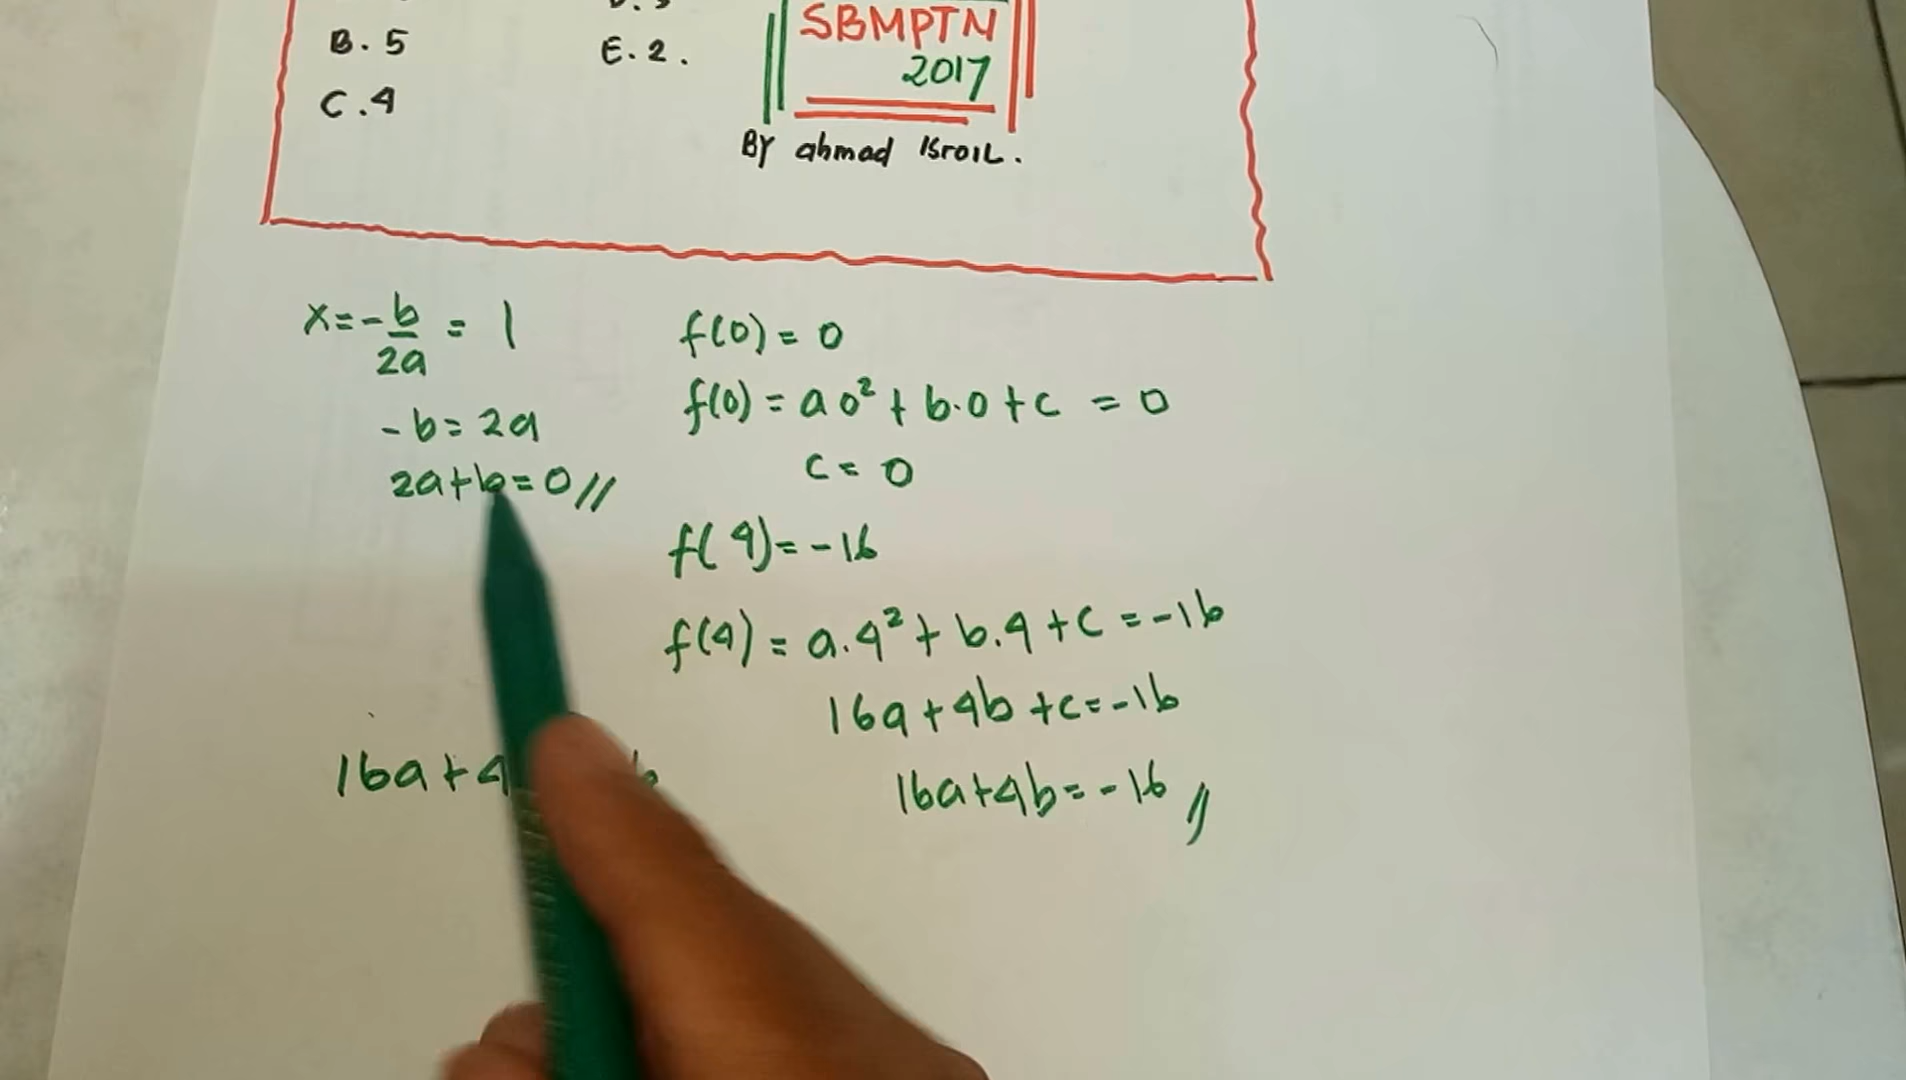 B. 5
E. 2.
C. 4
SBMPTN
2017
By ahmad Isroil.
x = - b/2a = 1
-b = 2a
2a + b = 0 //
f(0) = 0
f(0) = a0² + b.0 + c = 0
c = 0
f(4) = -16
f(4) = a.4² + b.4 + c = -16
16a + 4b + c = -16
16a + 4b = -16 //
16a + 4